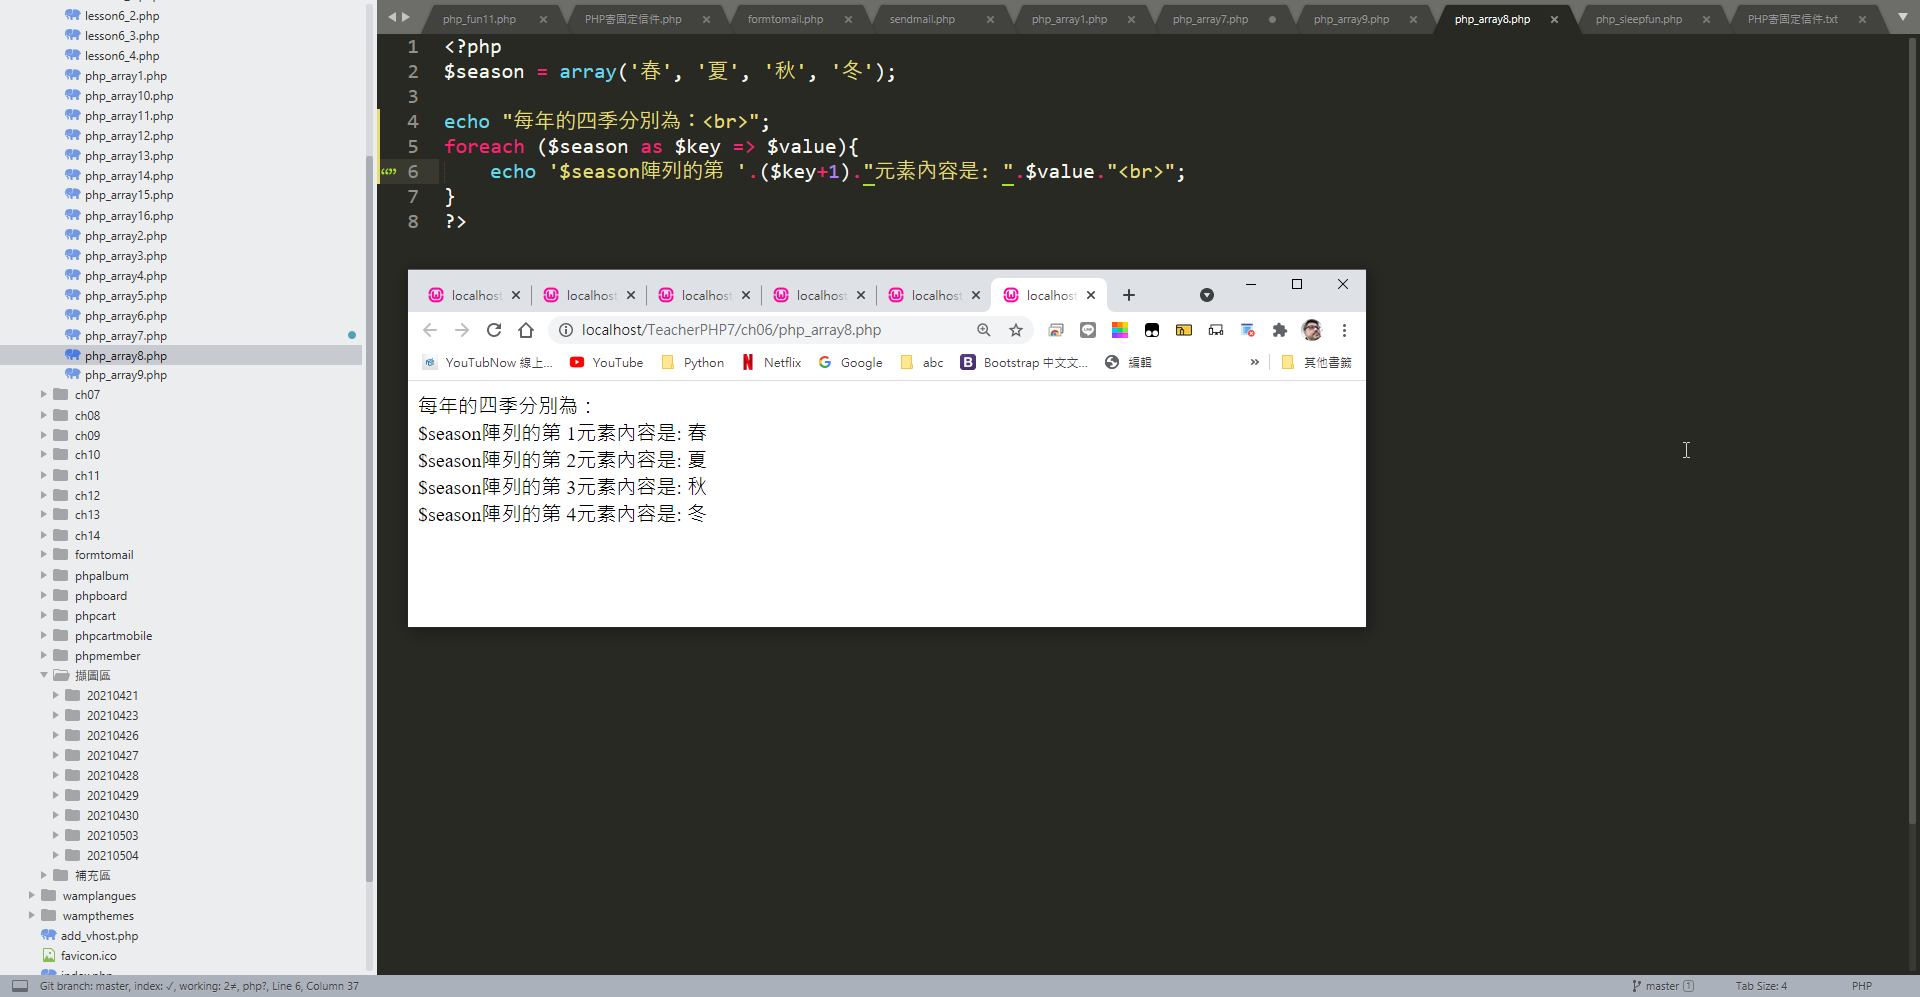 lesson6_2.php
lesson6_3.php
lesson6_4.php
php_array1.php
php_array10.php
php_array11.php
php_array12.php
php_array13.php
php_array14.php
php_array15.php
php_array16.php
php_array2.php
php_array3.php
php_array4.php
php_array5.php
php_array6.php
php_array7.php
php_array8.php
php_array9.php
ch07
ch08
ch09
ch10
ch11
ch12
ch13
ch14
formtomail
phpalbum
phpboard
phpcart
phpcartmobile
phpmember
擷圖區
20210421
20210423
20210426
20210427
20210428
20210429
20210430
20210503
20210504
補充區
wamplangues
wampthemes
add_vhost.php
favicon.ico
php_fun11.php PHP寄固定信件.php formtomail.php sendmail.php php_array1.php php_array7.php php_array9.php php_array8.php php_sleepfun.php PHP寄固定信件.txt
1 <?php
2 $season = array('春', '夏', '秋', '冬');
3
4 echo "每年的四季分別為：<br>";
5 foreach ($season as $key => $value){
6     echo '$season陣列的第 '.($key+1)."元素內容是: ".$value."<br>";
7 }
8 ?>
localhost localhost localhost localhost localhost localhost
localhost/TeacherPHP7/ch06/php_array8.php
YouTubNow 線上... YouTube Python Netflix Google abc Bootstrap 中文文... 編輯 » 其他書籤
每年的四季分別為：
$season陣列的第 1元素內容是: 春
$season陣列的第 2元素內容是: 夏
$season陣列的第 3元素內容是: 秋
$season陣列的第 4元素內容是: 冬
Git branch: master, index: ✓, working: 2≠, php?, Line 6, Column 37 master 1 Tab Size: 4 PHP